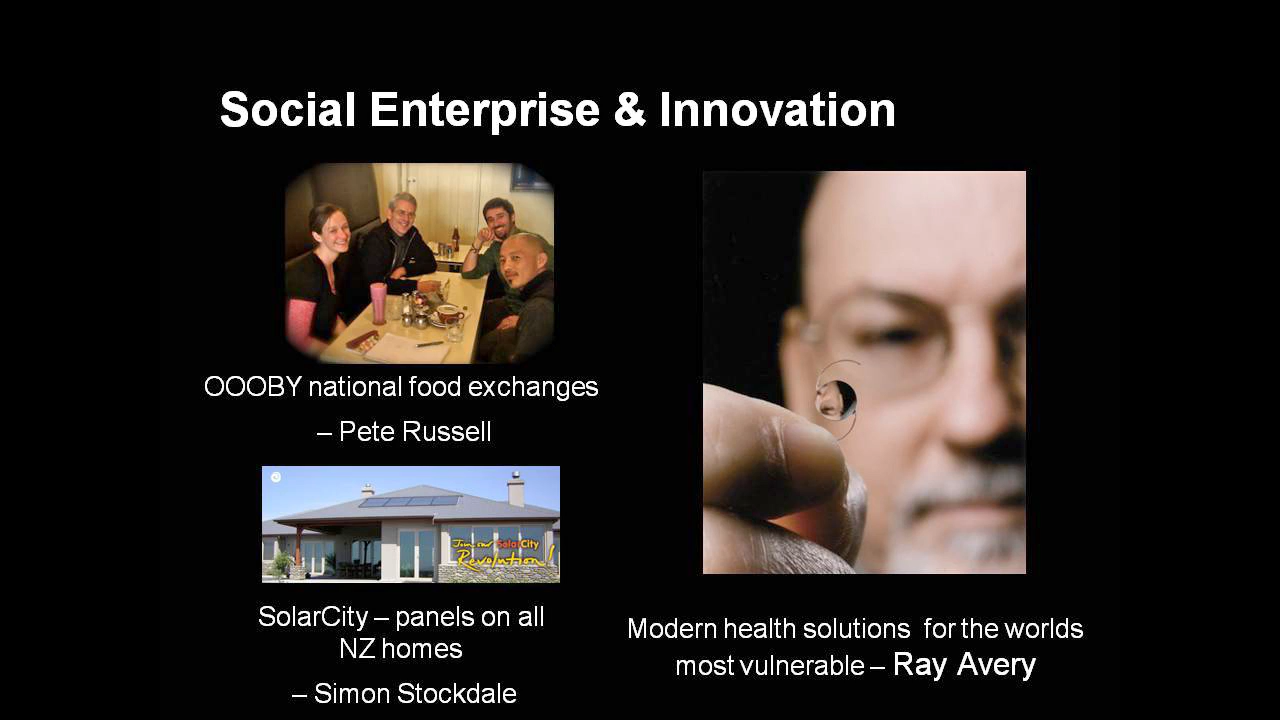 Social Enterprise & Innovation
OOOBY national food exchanges
– Pete Russell
Join our SolarCity
Revolution!
SolarCity – panels on all
NZ homes
– Simon Stockdale
Modern health solutions  for the worlds
most vulnerable – Ray Avery